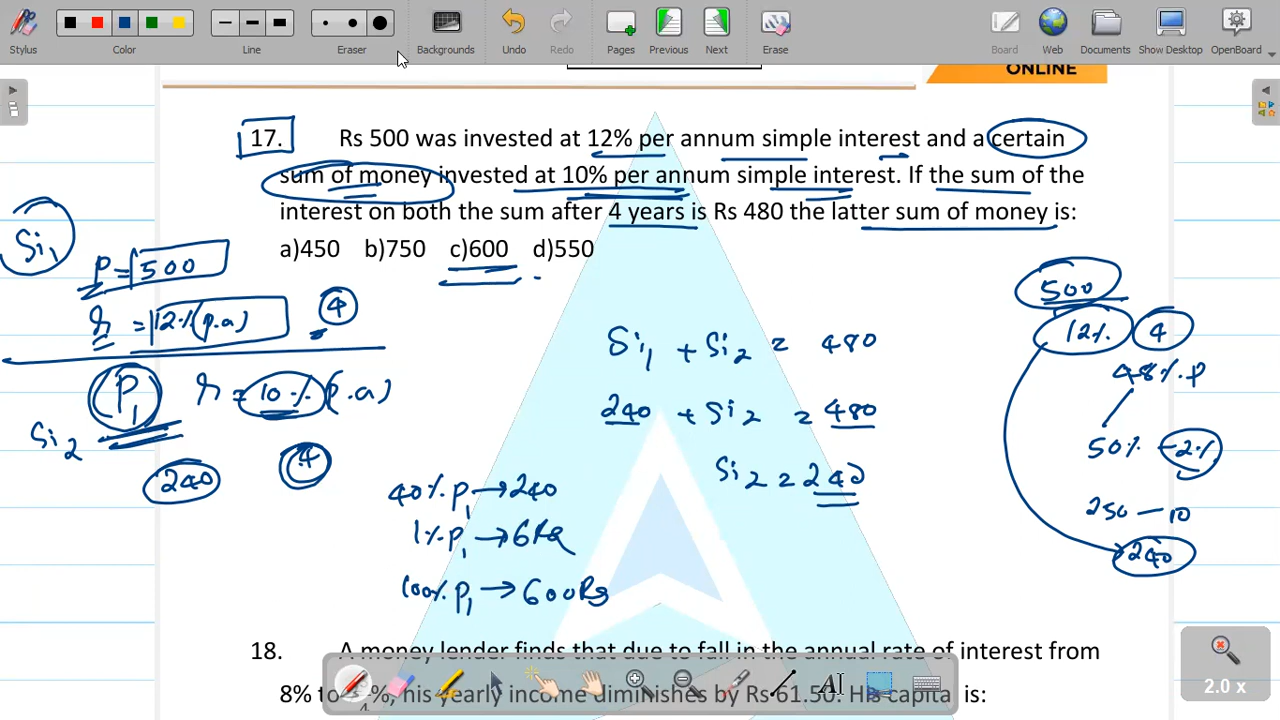 Stylus
Color
Line
Eraser
Backgrounds
Undo
Redo
Pages
Previous
Next
Erase
Board
Web
Documents
Show Desktop
OpenBoard
ONLINE
17. Rs 500 was invested at 12% per annum simple interest and a certain
sum of money invested at 10% per annum simple interest. If the sum of the
interest on both the sum after 4 years is Rs 480 the latter sum of money is:
a)450 b)750 c)600 d)550
Si1
P = 500
r = 12%(p.a)
4
P1 r = 10% (p.a)
Si2
240
4
Si1 + Si2 = 480
240 + Si2 = 480
Si2 = 240
40% P1 → 240
1% P1 → 6Rs
100% P1 → 600Rs
500
12% 4
48% P
50% - 2%
250 - 10
240
18. A money lender finds that due to fall in the annual rate of interest from
8% to %, his yearly income diminishes by Rs 61.50. His capital is:
2.0 x